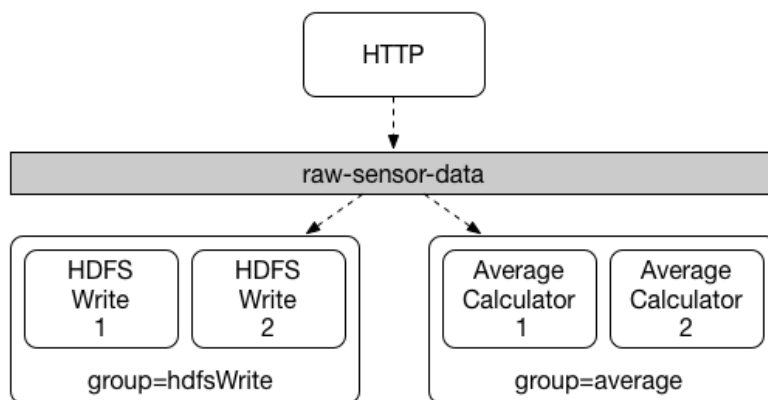 HTTP
raw-sensor-data
HDFS
Write
1
HDFS
Write
2
group=hdfsWrite
Average
Calculator
1
Average
Calculator
2
group=average